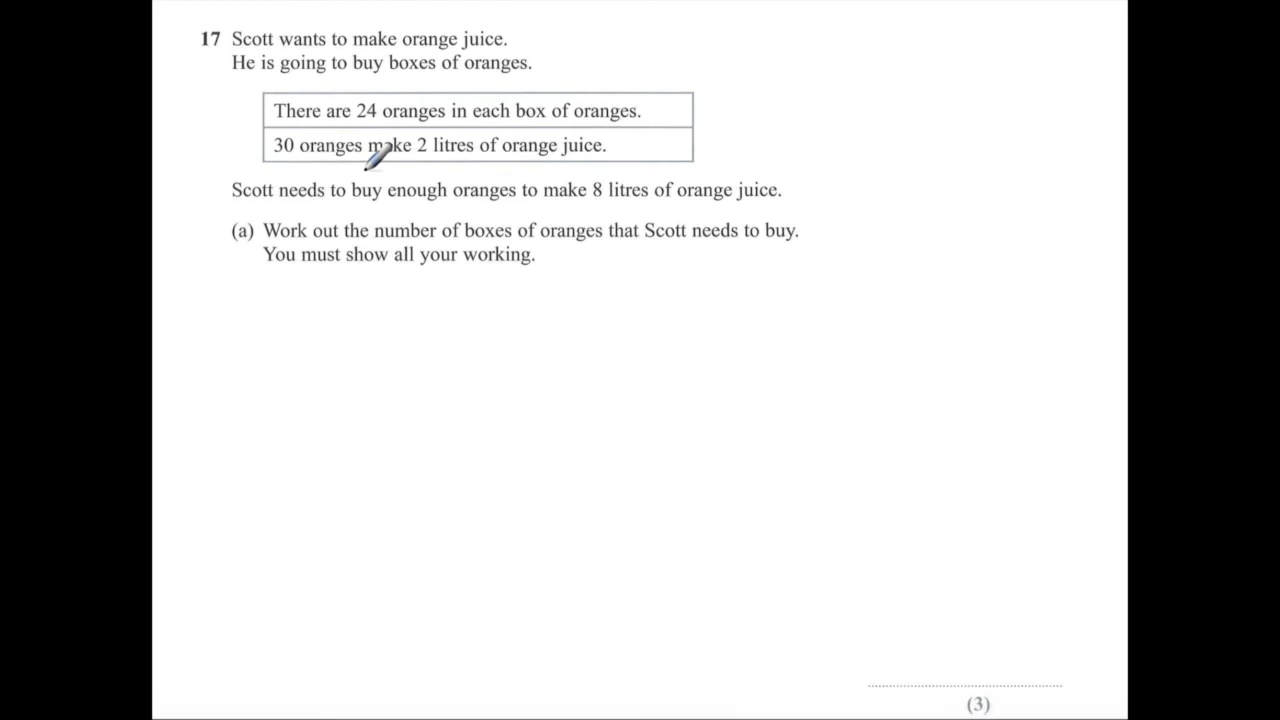 17 Scott wants to make orange juice.
He is going to buy boxes of oranges.
There are 24 oranges in each box of oranges.
30 oranges make 2 litres of orange juice.
Scott needs to buy enough oranges to make 8 litres of orange juice.
(a) Work out the number of boxes of oranges that Scott needs to buy.
You must show all your working.
(3)